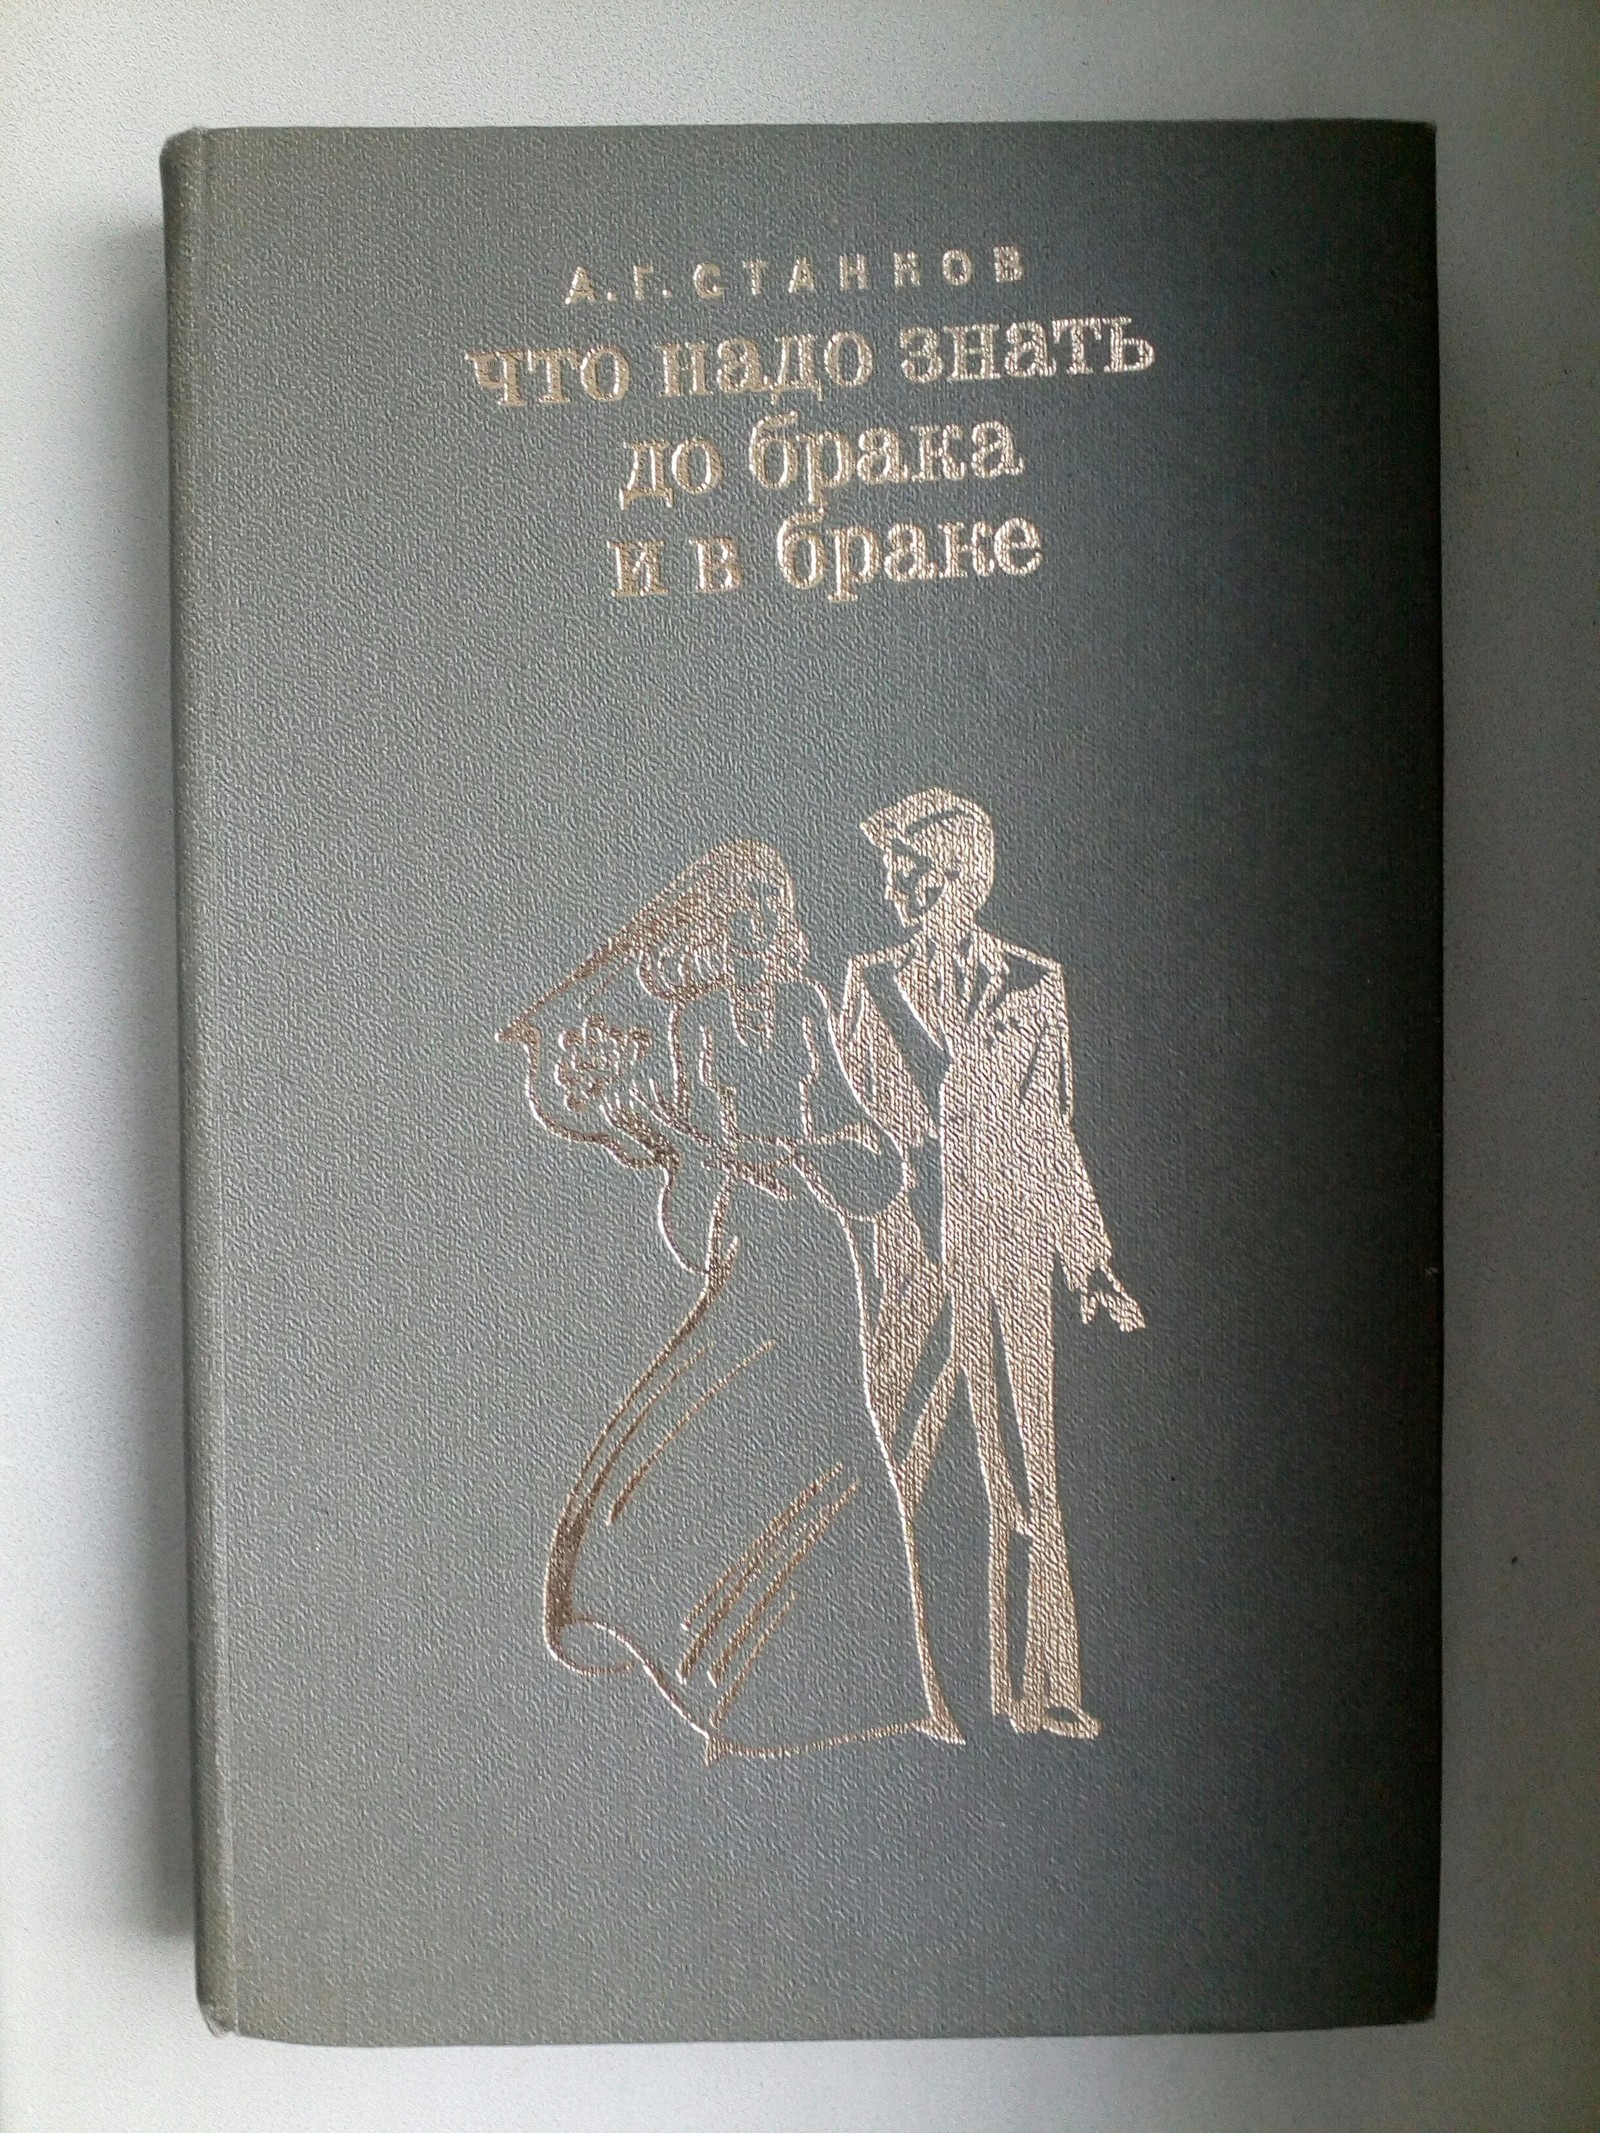 А. Г. СТАНКОВ
что надо знать
до брака
и в браке